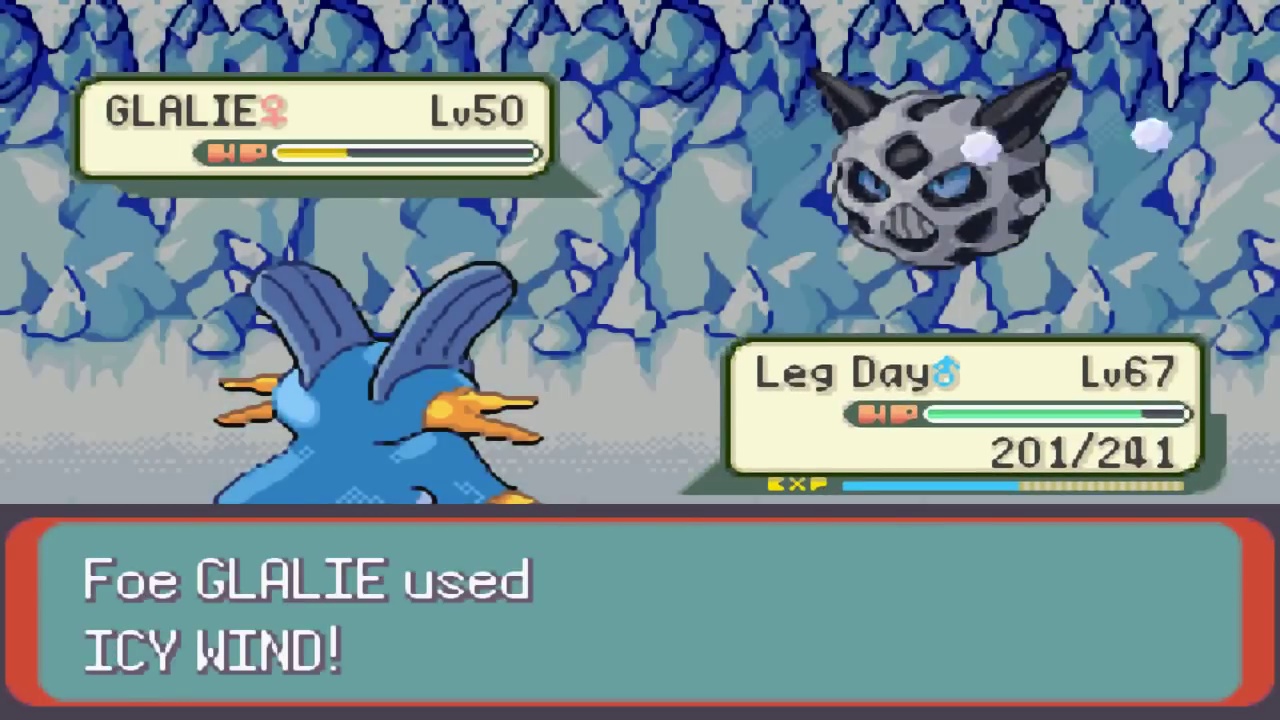 GLALIE♀ Lv50
HP
Leg Day♂ Lv67
HP
201/241
EXP
Foe GLALIE used
ICY WIND!